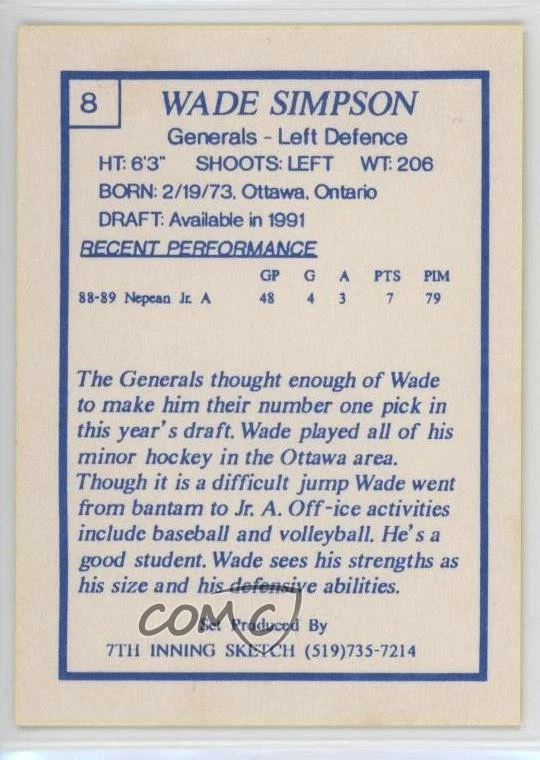 8
WADE SIMPSON
Generals - Left Defence
HT: 6'3" SHOOTS: LEFT WT: 206
BORN: 2/19/73, Ottawa, Ontario
DRAFT: Available in 1991
RECENT PERFORMANCE
GP G A PTS PIM
88-89 Nepean Jr. A 48 4 3 7 79
The Generals thought enough of Wade
to make him their number one pick in
this year's draft. Wade played all of his
minor hockey in the Ottawa area.
Though it is a difficult jump Wade went
from bantam to Jr. A. Off-ice activities
include baseball and volleyball. He's a
good student. Wade sees his strengths as
his size and his defensive abilities.
COMC
Set Produced By
7TH INNING SKETCH (519)735-7214